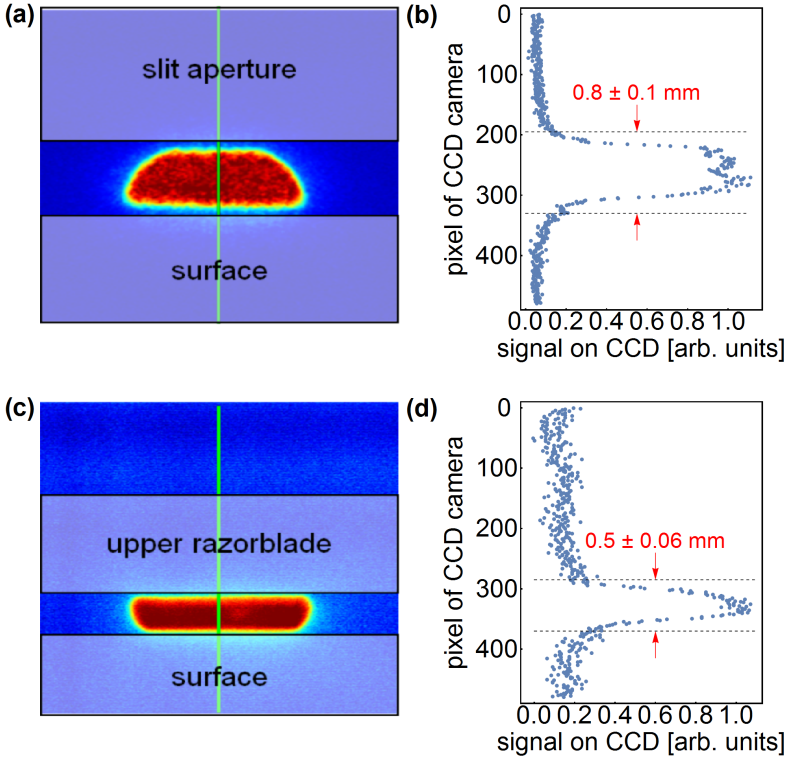 (a)
slit aperture
surface
(b)
0
100
200
300
400
pixel of CCD camera
0.8 ± 0.1 mm
0.0 0.2 0.4 0.6 0.8 1.0
signal on CCD [arb. units]
(c)
upper razorblade
surface
(d)
0
100
200
300
400
pixel of CCD camera
0.5 ± 0.06 mm
0.0 0.2 0.4 0.6 0.8 1.0
signal on CCD [arb. units]